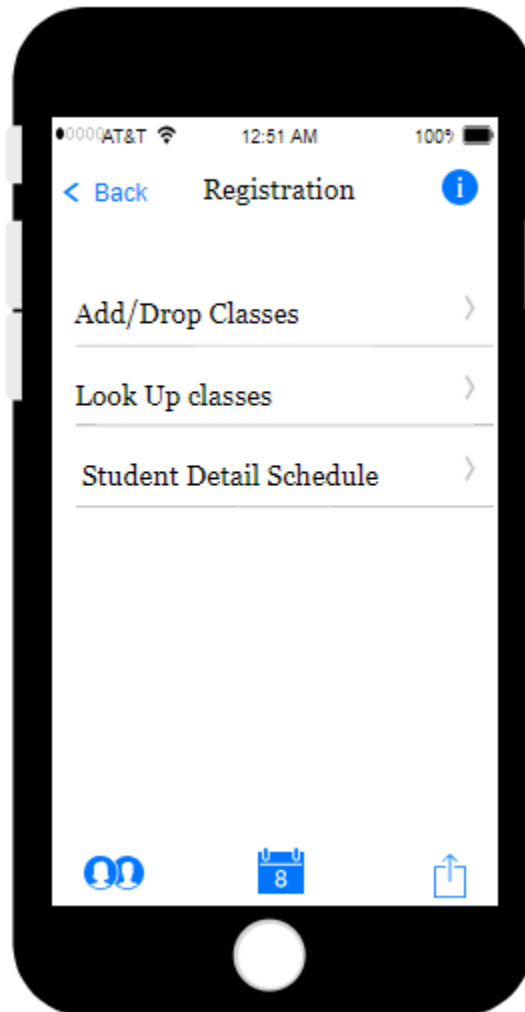 AT&T 12:51 AM 100%
< Back Registration i
Add/Drop Classes
Look Up classes
Student Detail Schedule
8